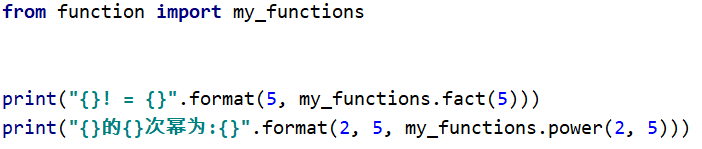 from function import my_functions
print("{}! = {}".format(5, my_functions.fact(5)))
print("{}的{}次幂为:{}".format(2, 5, my_functions.power(2, 5)))